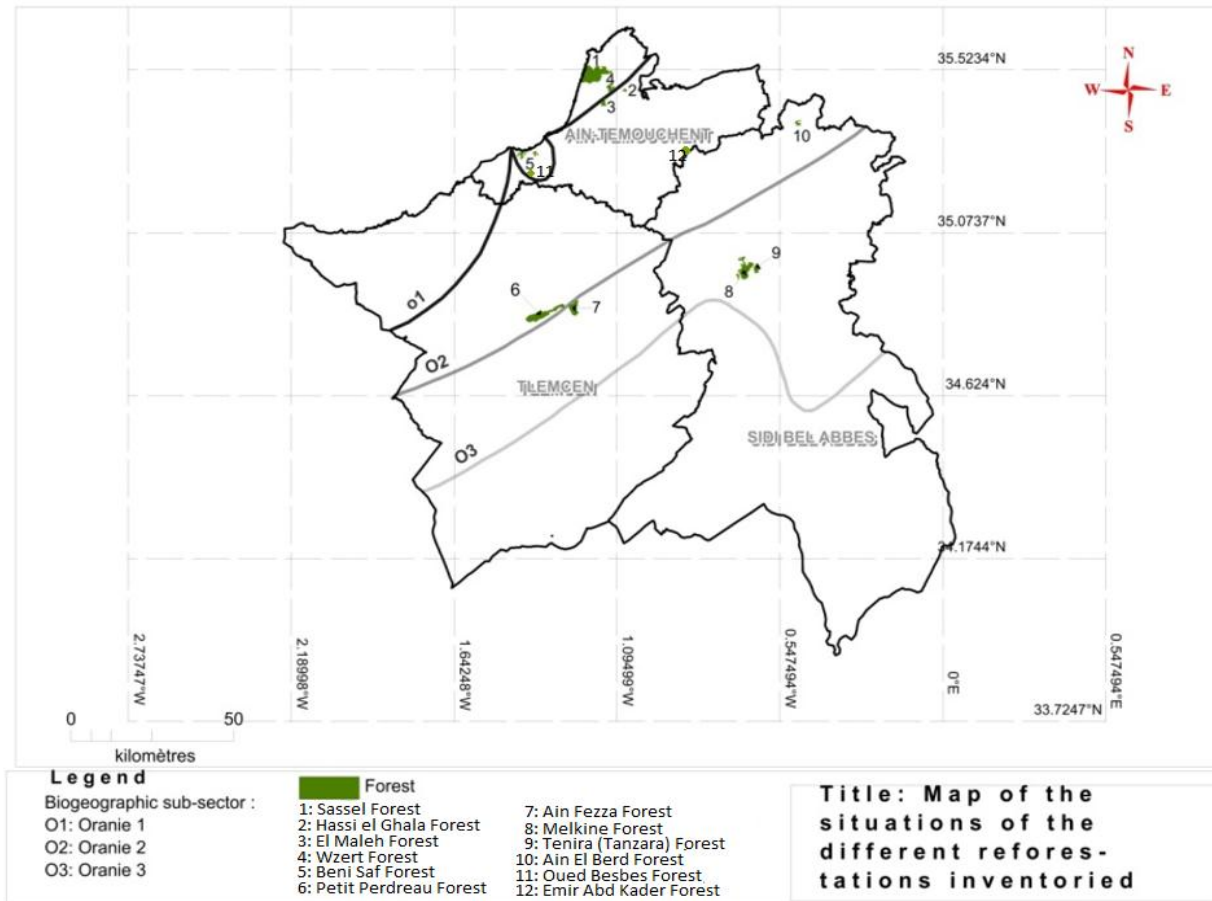 35.5234°N
N
W
E
S
1
4
2
3
AIN-TEMOUCHENT
10
12
5
11
35.0737°N
9
8
o1
6
7
O2
34.624°N
TLEMCEN
SIDI BEL ABBES
O3
34.1744°N
2.73747°W
2.18998°W
1.64248°W
1.09499°W
0.547494°W
0°E
0.547494°E
33.7247°N
0 50
kilomètres
Legend
Biogeographic sub-sector :
O1: Oranie 1
O2: Oranie 2
O3: Oranie 3
Forest
1: Sassel Forest
2: Hassi el Ghala Forest
3: El Maleh Forest
4: Wzert Forest
5: Beni Saf Forest
6: Petit Perdreau Forest
7: Ain Fezza Forest
8: Melkine Forest
9: Tenira (Tanzara) Forest
10: Ain El Berd Forest
11: Oued Besbes Forest
12: Emir Abd Kader Forest
Title: Map of the
situations of the
different refores-
tations inventoried